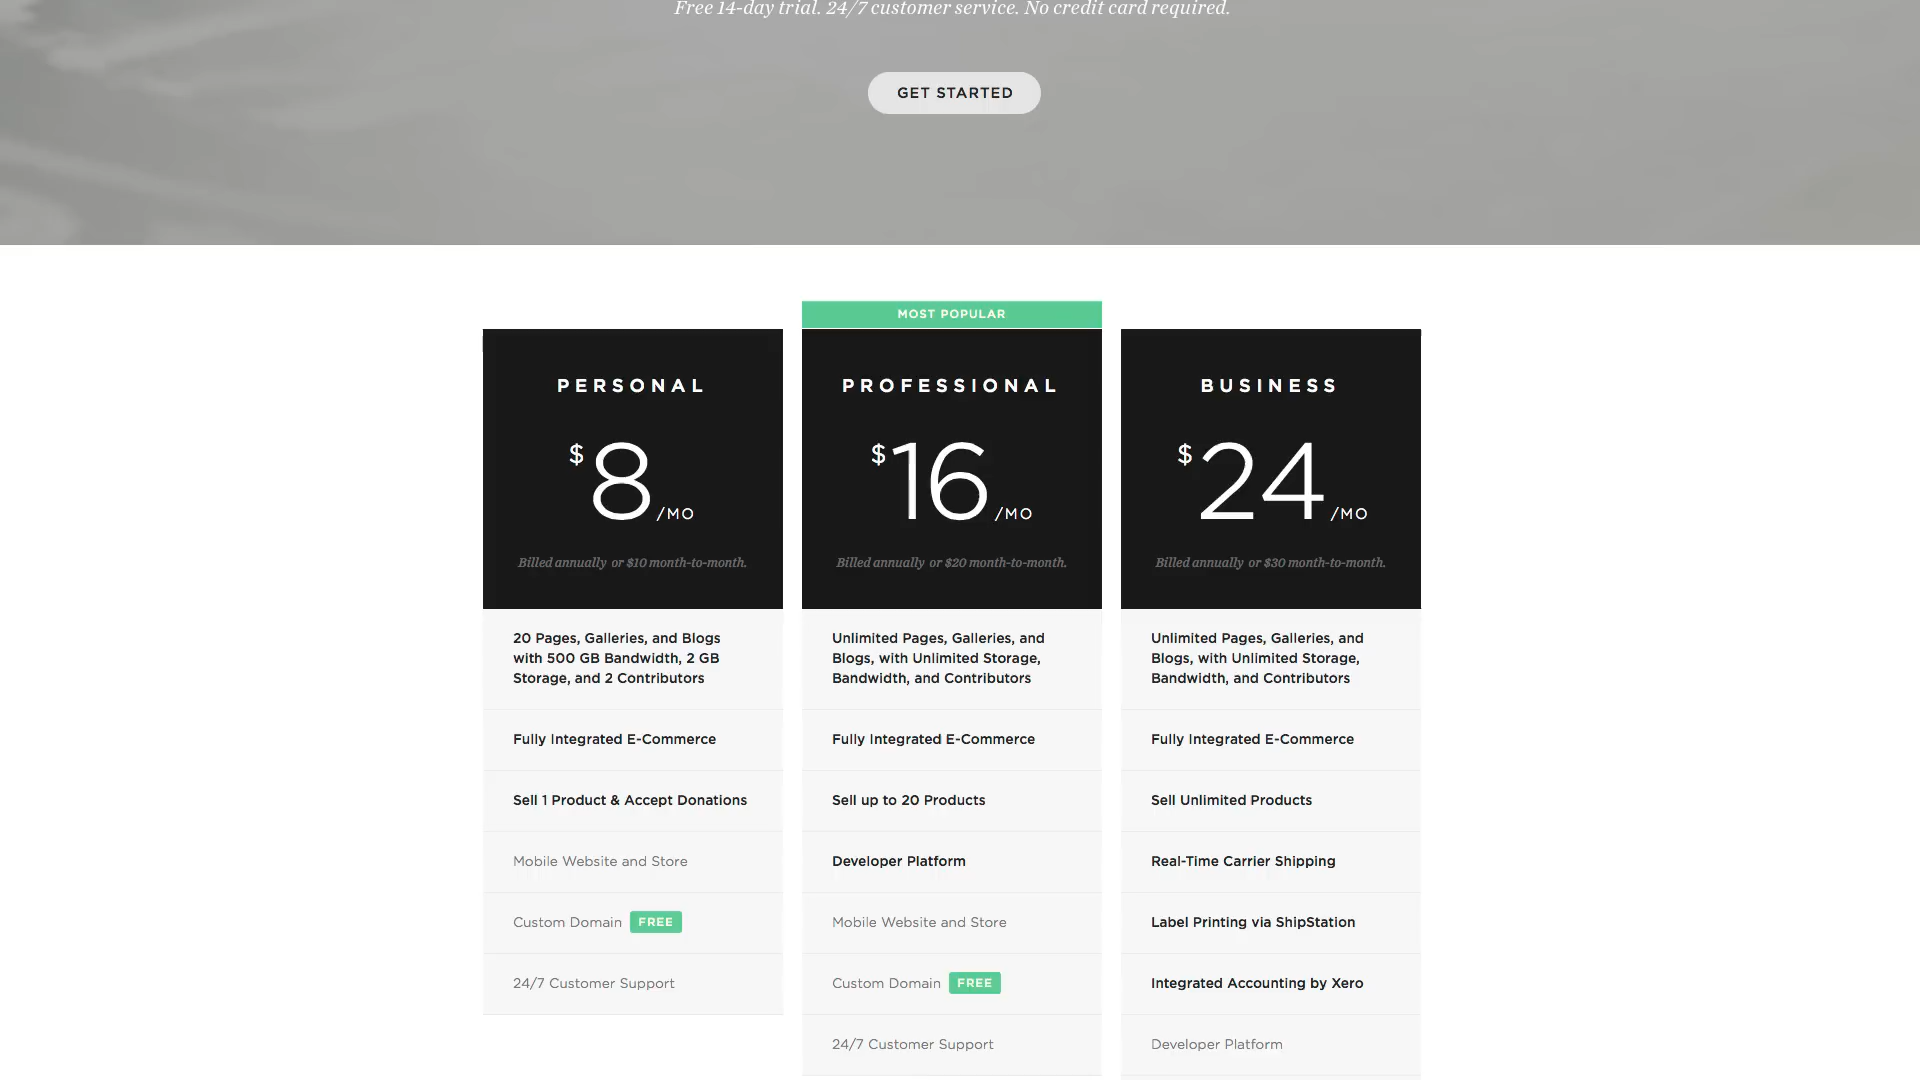 Free 14-day trial. 24/7 customer service. No credit card required.
GET STARTED
MOST POPULAR
PERSONAL
$8/MO
Billed annually or $10 month-to-month.
20 Pages, Galleries, and Blogs
with 500 GB Bandwidth, 2 GB
Storage, and 2 Contributors
Fully Integrated E-Commerce
Sell 1 Product & Accept Donations
Mobile Website and Store
Custom Domain FREE
24/7 Customer Support
PROFESSIONAL
$16/MO
Billed annually or $20 month-to-month.
Unlimited Pages, Galleries, and
Blogs, with Unlimited Storage,
Bandwidth, and Contributors
Fully Integrated E-Commerce
Sell up to 20 Products
Developer Platform
Mobile Website and Store
Custom Domain FREE
24/7 Customer Support
BUSINESS
$24/MO
Billed annually or $30 month-to-month.
Unlimited Pages, Galleries, and
Blogs, with Unlimited Storage,
Bandwidth, and Contributors
Fully Integrated E-Commerce
Sell Unlimited Products
Real-Time Carrier Shipping
Label Printing via ShipStation
Integrated Accounting by Xero
Developer Platform